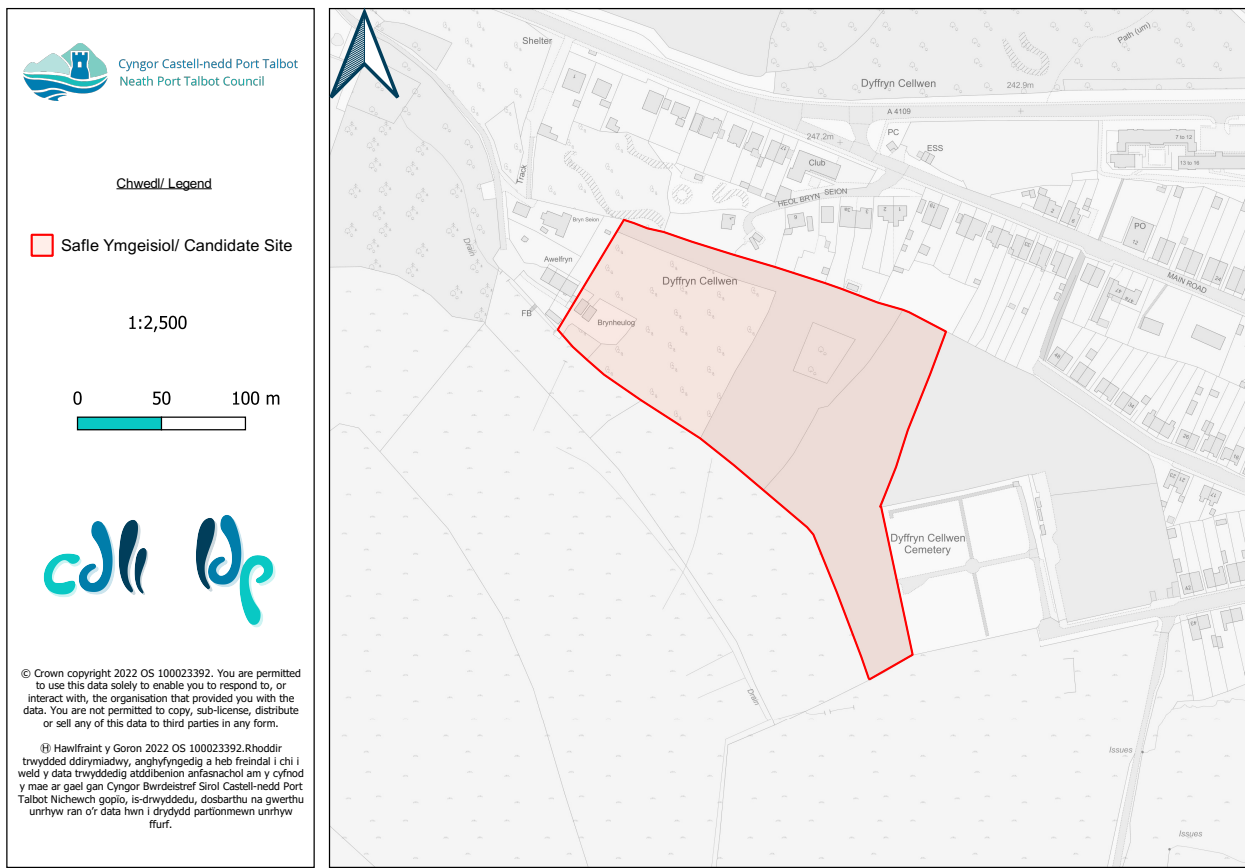 Cyngor Castell-nedd Port Talbot
Neath Port Talbot Council
Chwedl/ Legend
Safle Ymgeisiol/ Candidate Site
1:2,500
0 50 100 m
cdll ldp
© Crown copyright 2022 OS 100023392. You are permitted
to use this data solely to enable you to respond to, or
interact with, the organisation that provided you with the
data. You are not permitted to copy, sub-license, distribute
or sell any of this data to third parties in any form.
Ⓗ Hawlfraint y Goron 2022 OS 100023392.Rhoddir
trwydded ddirymiadwy, anghyfyngedig a heb freindal i chi i
weld y data trwyddedig atddibenion anfasnachol am y cyfnod
y mae ar gael gan Cyngor Bwrdeistref Sirol Castell-nedd Port
Talbot Nichewch gopïo, is-drwyddedu, dosbarthu na gwerthu
unrhyw ran o'r data hwn i drydydd partïonmewn unrhyw
ffurf.
Shelter
Path (um)
Dyffryn Cellwen
242.9m
A 4109
247.2m
PC
ESS
7 to 12
13 to 16
Club
Track
HEOL BRYN SEION
Bryn Seion
PO
12
Drain
Awelfryn
Dyffryn Cellwen
MAIN ROAD
FB
Brynheulog
Dyffryn Cellwen
Cemetery
Drain
Issues
Issues